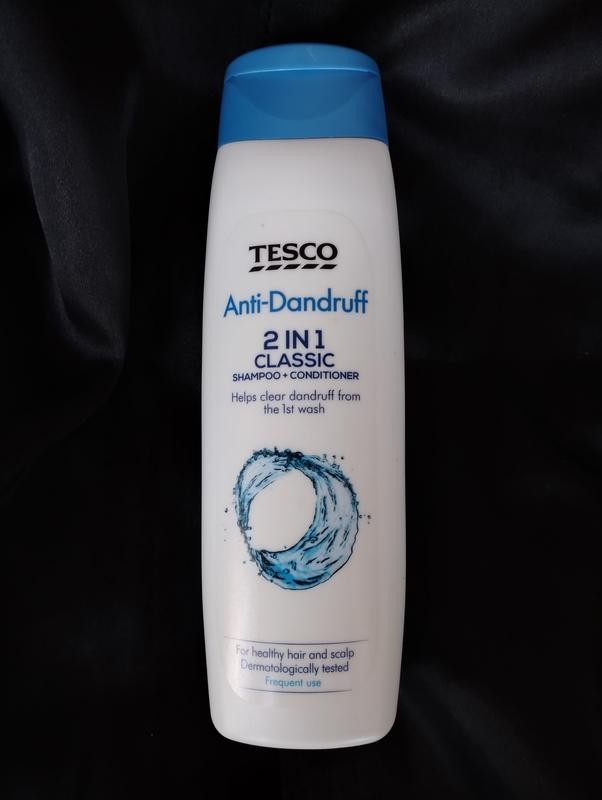 TESCO
Anti-Dandruff
2 IN 1
CLASSIC
SHAMPOO + CONDITIONER
Helps clear dandruff from
the 1st wash
For healthy hair and scalp
Dermatologically tested
Frequent use